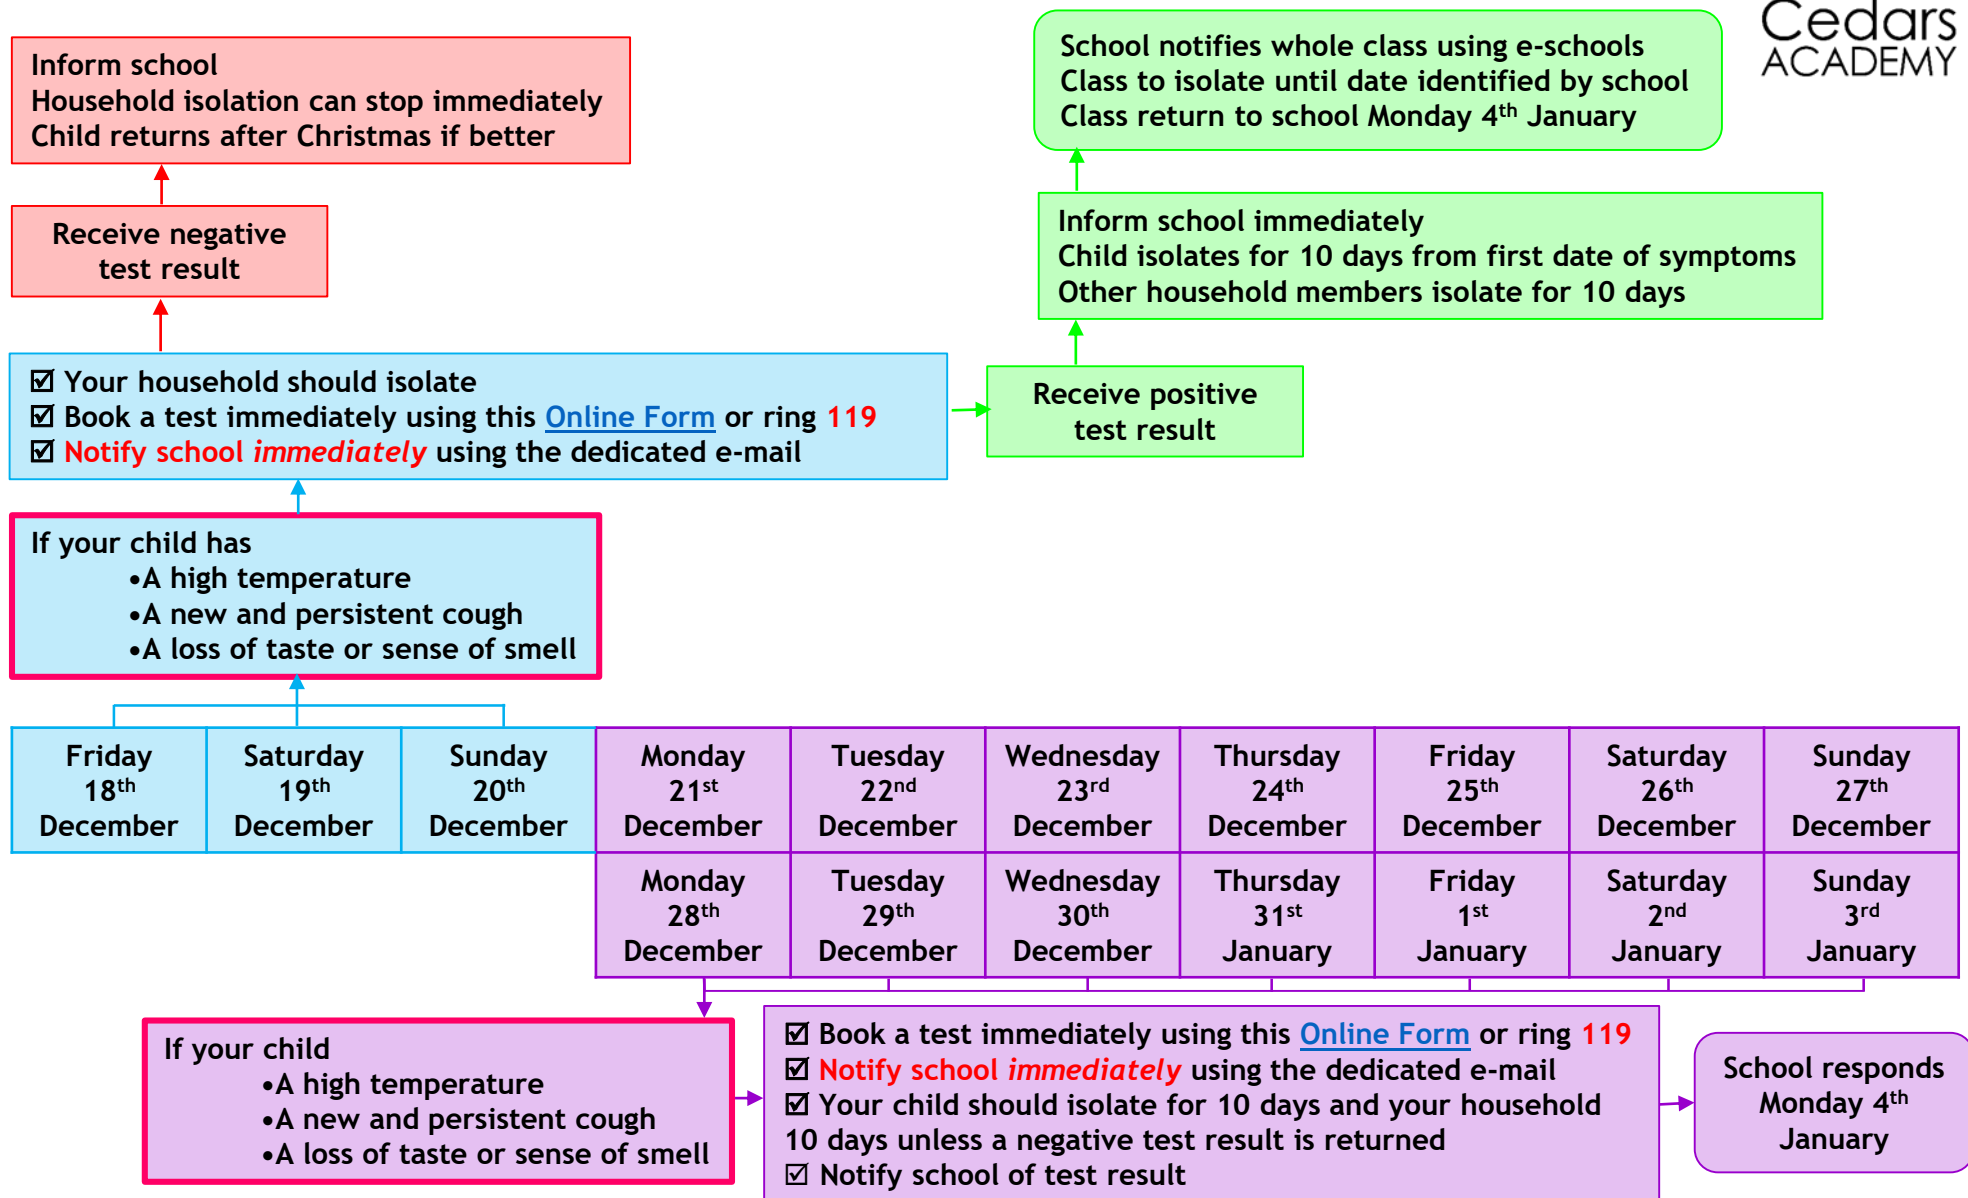 Cedars
ACADEMY
Inform school
Household isolation can stop immediately
Child returns after Christmas if better
School notifies whole class using e-schools
Class to isolate until date identified by school
Class return to school Monday 4th January
Receive negative
test result
Inform school immediately
Child isolates for 10 days from first date of symptoms
Other household members isolate for 10 days
☑ Your household should isolate
☑ Book a test immediately using this Online Form or ring 119
☑ Notify school immediately using the dedicated e-mail
Receive positive
test result
If your child has
•A high temperature
•A new and persistent cough
•A loss of taste or sense of smell
Friday
18th
December
Saturday
19th
December
Sunday
20th
December
Monday
21st
December
Tuesday
22nd
December
Wednesday
23rd
December
Thursday
24th
December
Friday
25th
December
Saturday
26th
December
Sunday
27th
December
Monday
28th
December
Tuesday
29th
December
Wednesday
30th
December
Thursday
31st
January
Friday
1st
January
Saturday
2nd
January
Sunday
3rd
January
If your child
•A high temperature
•A new and persistent cough
•A loss of taste or sense of smell
☑ Book a test immediately using this Online Form or ring 119
☑ Notify school immediately using the dedicated e-mail
☑ Your child should isolate for 10 days and your household
10 days unless a negative test result is returned
☑ Notify school of test result
School responds
Monday 4th
January